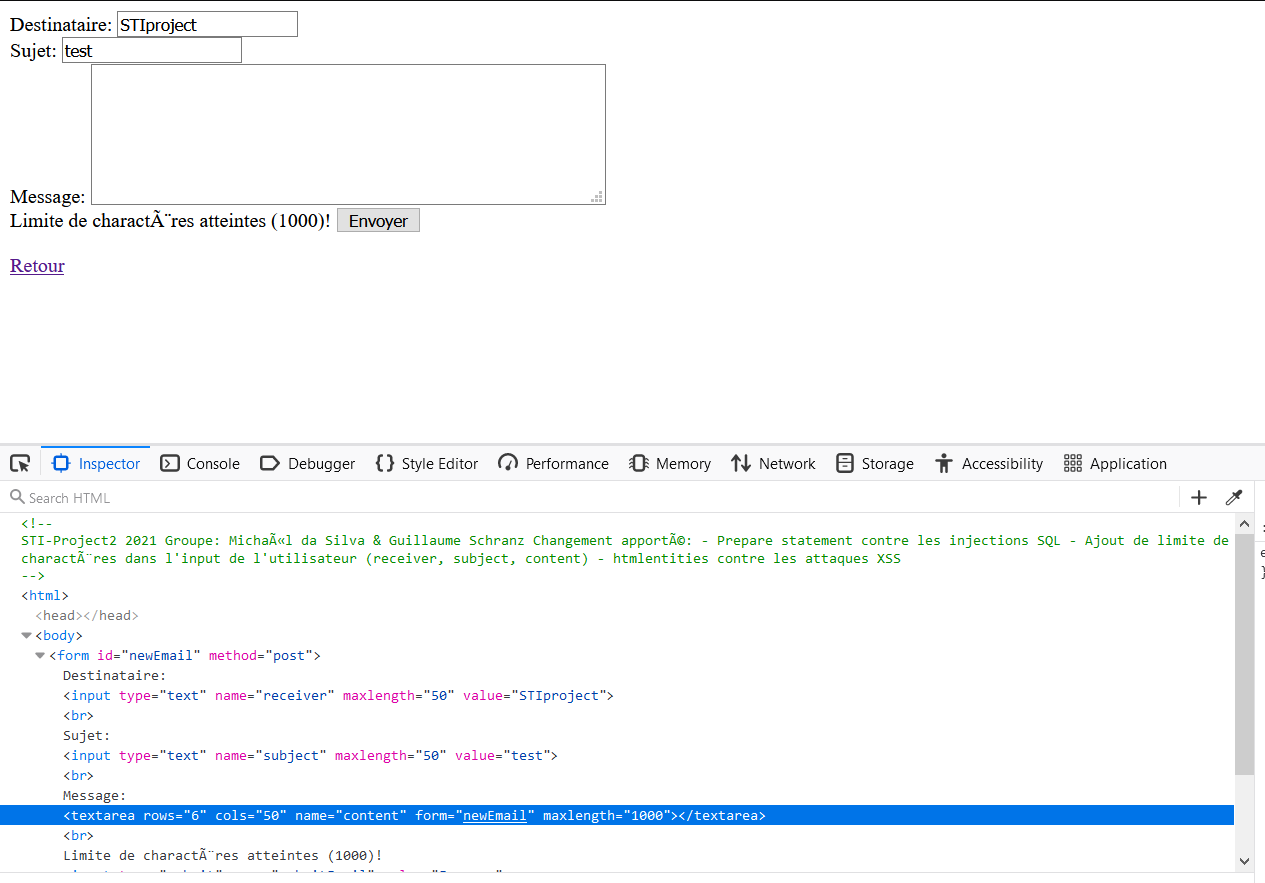 Destinataire: STIproject
Sujet: test
Message:
Limite de charactÃ¨res atteintes (1000)! Envoyer
Retour
Inspector Console Debugger Style Editor Performance Memory Network Storage Accessibility Application
Search HTML
<!--
STI-Project2 2021 Groupe: MichaÃ«l da Silva & Guillaume Schranz Changement apportÃ©: - Prepare statement contre les injections SQL - Ajout de limite de
charactÃ¨res dans l'input de l'utilisateur (receiver, subject, content) - htmlentities contre les attaques XSS
-->
<html>
<head></head>
<body>
<form id="newEmail" method="post">
Destinataire:
<input type="text" name="receiver" maxlength="50" value="STIproject">
<br>
Sujet:
<input type="text" name="subject" maxlength="50" value="test">
<br>
Message:
<textarea rows="6" cols="50" name="content" form="newEmail" maxlength="1000"></textarea>
<br>
Limite de charactÃ¨res atteintes (1000)!